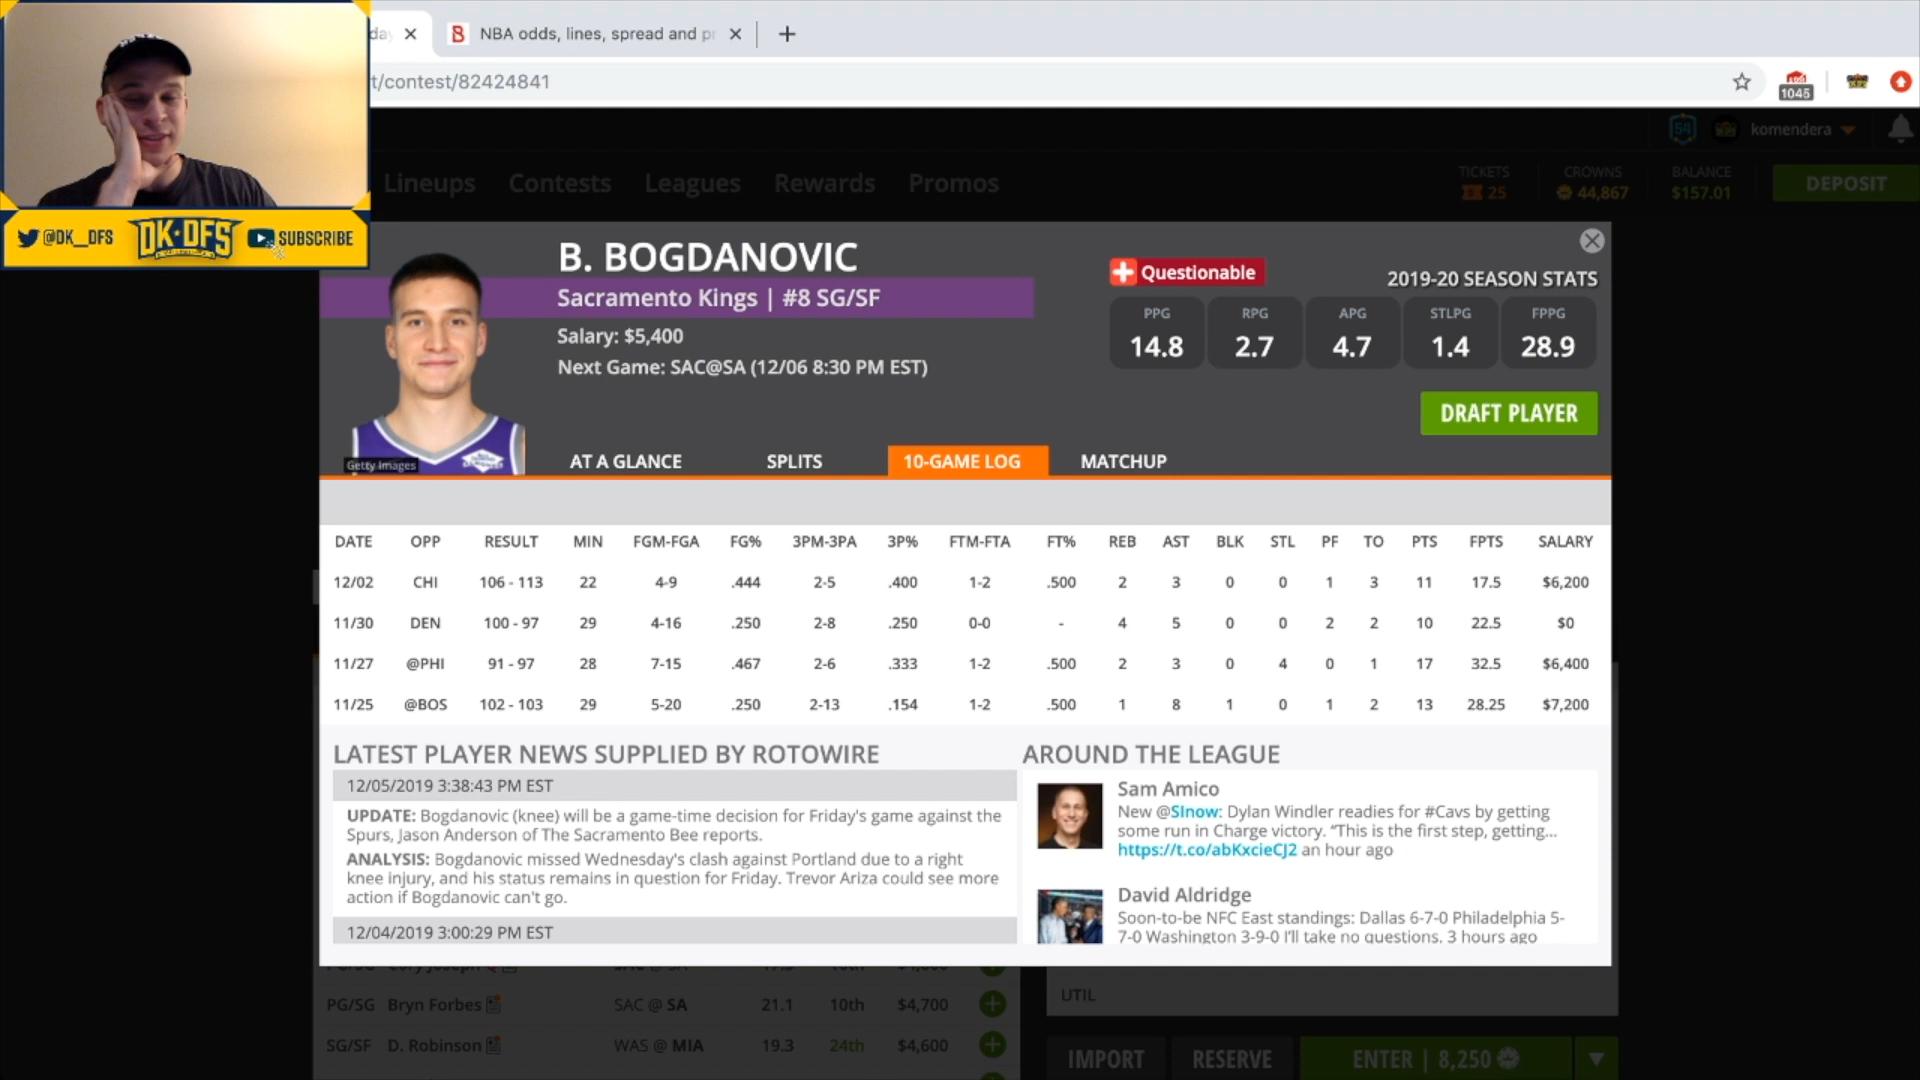 NBA odds, lines, spread and pr
t/contest/82424841
1045
54
komendera
Lineups
Contests
Leagues
Rewards
Promos
TICKETS
25
CROWNS
44,867
BALANCE
$157.01
DEPOSIT
@DK__DFS
DK★DFS
SUBSCRIBE
B. BOGDANOVIC
Sacramento Kings | #8 SG/SF
Salary: $5,400
Next Game: SAC@SA (12/06 8:30 PM EST)
Getty Images
Questionable
2019-20 SEASON STATS
PPG RPG APG STLPG FPPG
14.8 2.7 4.7 1.4 28.9
DRAFT PLAYER
AT A GLANCE SPLITS 10-GAME LOG MATCHUP
DATE OPP RESULT MIN FGM-FGA FG% 3PM-3PA 3P% FTM-FTA FT% REB AST BLK STL PF TO PTS FPTS SALARY
12/02 CHI 106 - 113 22 4-9 .444 2-5 .400 1-2 .500 2 3 0 0 1 3 11 17.5 $6,200
11/30 DEN 100 - 97 29 4-16 .250 2-8 .250 0-0 - 4 5 0 0 2 2 10 22.5 $0
11/27 @PHI 91 - 97 28 7-15 .467 2-6 .333 1-2 .500 2 3 0 4 0 1 17 32.5 $6,400
11/25 @BOS 102 - 103 29 5-20 .250 2-13 .154 1-2 .500 1 8 1 0 1 2 13 28.25 $7,200
LATEST PLAYER NEWS SUPPLIED BY ROTOWIRE
12/05/2019 3:38:43 PM EST
UPDATE: Bogdanovic (knee) will be a game-time decision for Friday's game against the
Spurs, Jason Anderson of The Sacramento Bee reports.
ANALYSIS: Bogdanovic missed Wednesday's clash against Portland due to a right
knee injury, and his status remains in question for Friday. Trevor Ariza could see more
action if Bogdanovic can't go.
12/04/2019 3:00:29 PM EST
AROUND THE LEAGUE
Sam Amico
New @SInow: Dylan Windler readies for #Cavs by getting
some run in Charge victory. “This is the first step, getting...
https://t.co/abKxcieCJ2 an hour ago
David Aldridge
Soon-to-be NFC East standings: Dallas 6-7-0 Philadelphia 5-
7-0 Washington 3-9-0 I'll take no questions. 3 hours ago
PG/SG Bryn Forbes SAC @ SA 21.1 10th $4,700
SG/SF D. Robinson WAS @ MIA 19.3 24th $4,600
UTIL
IMPORT
RESERVE
ENTER | 8,250